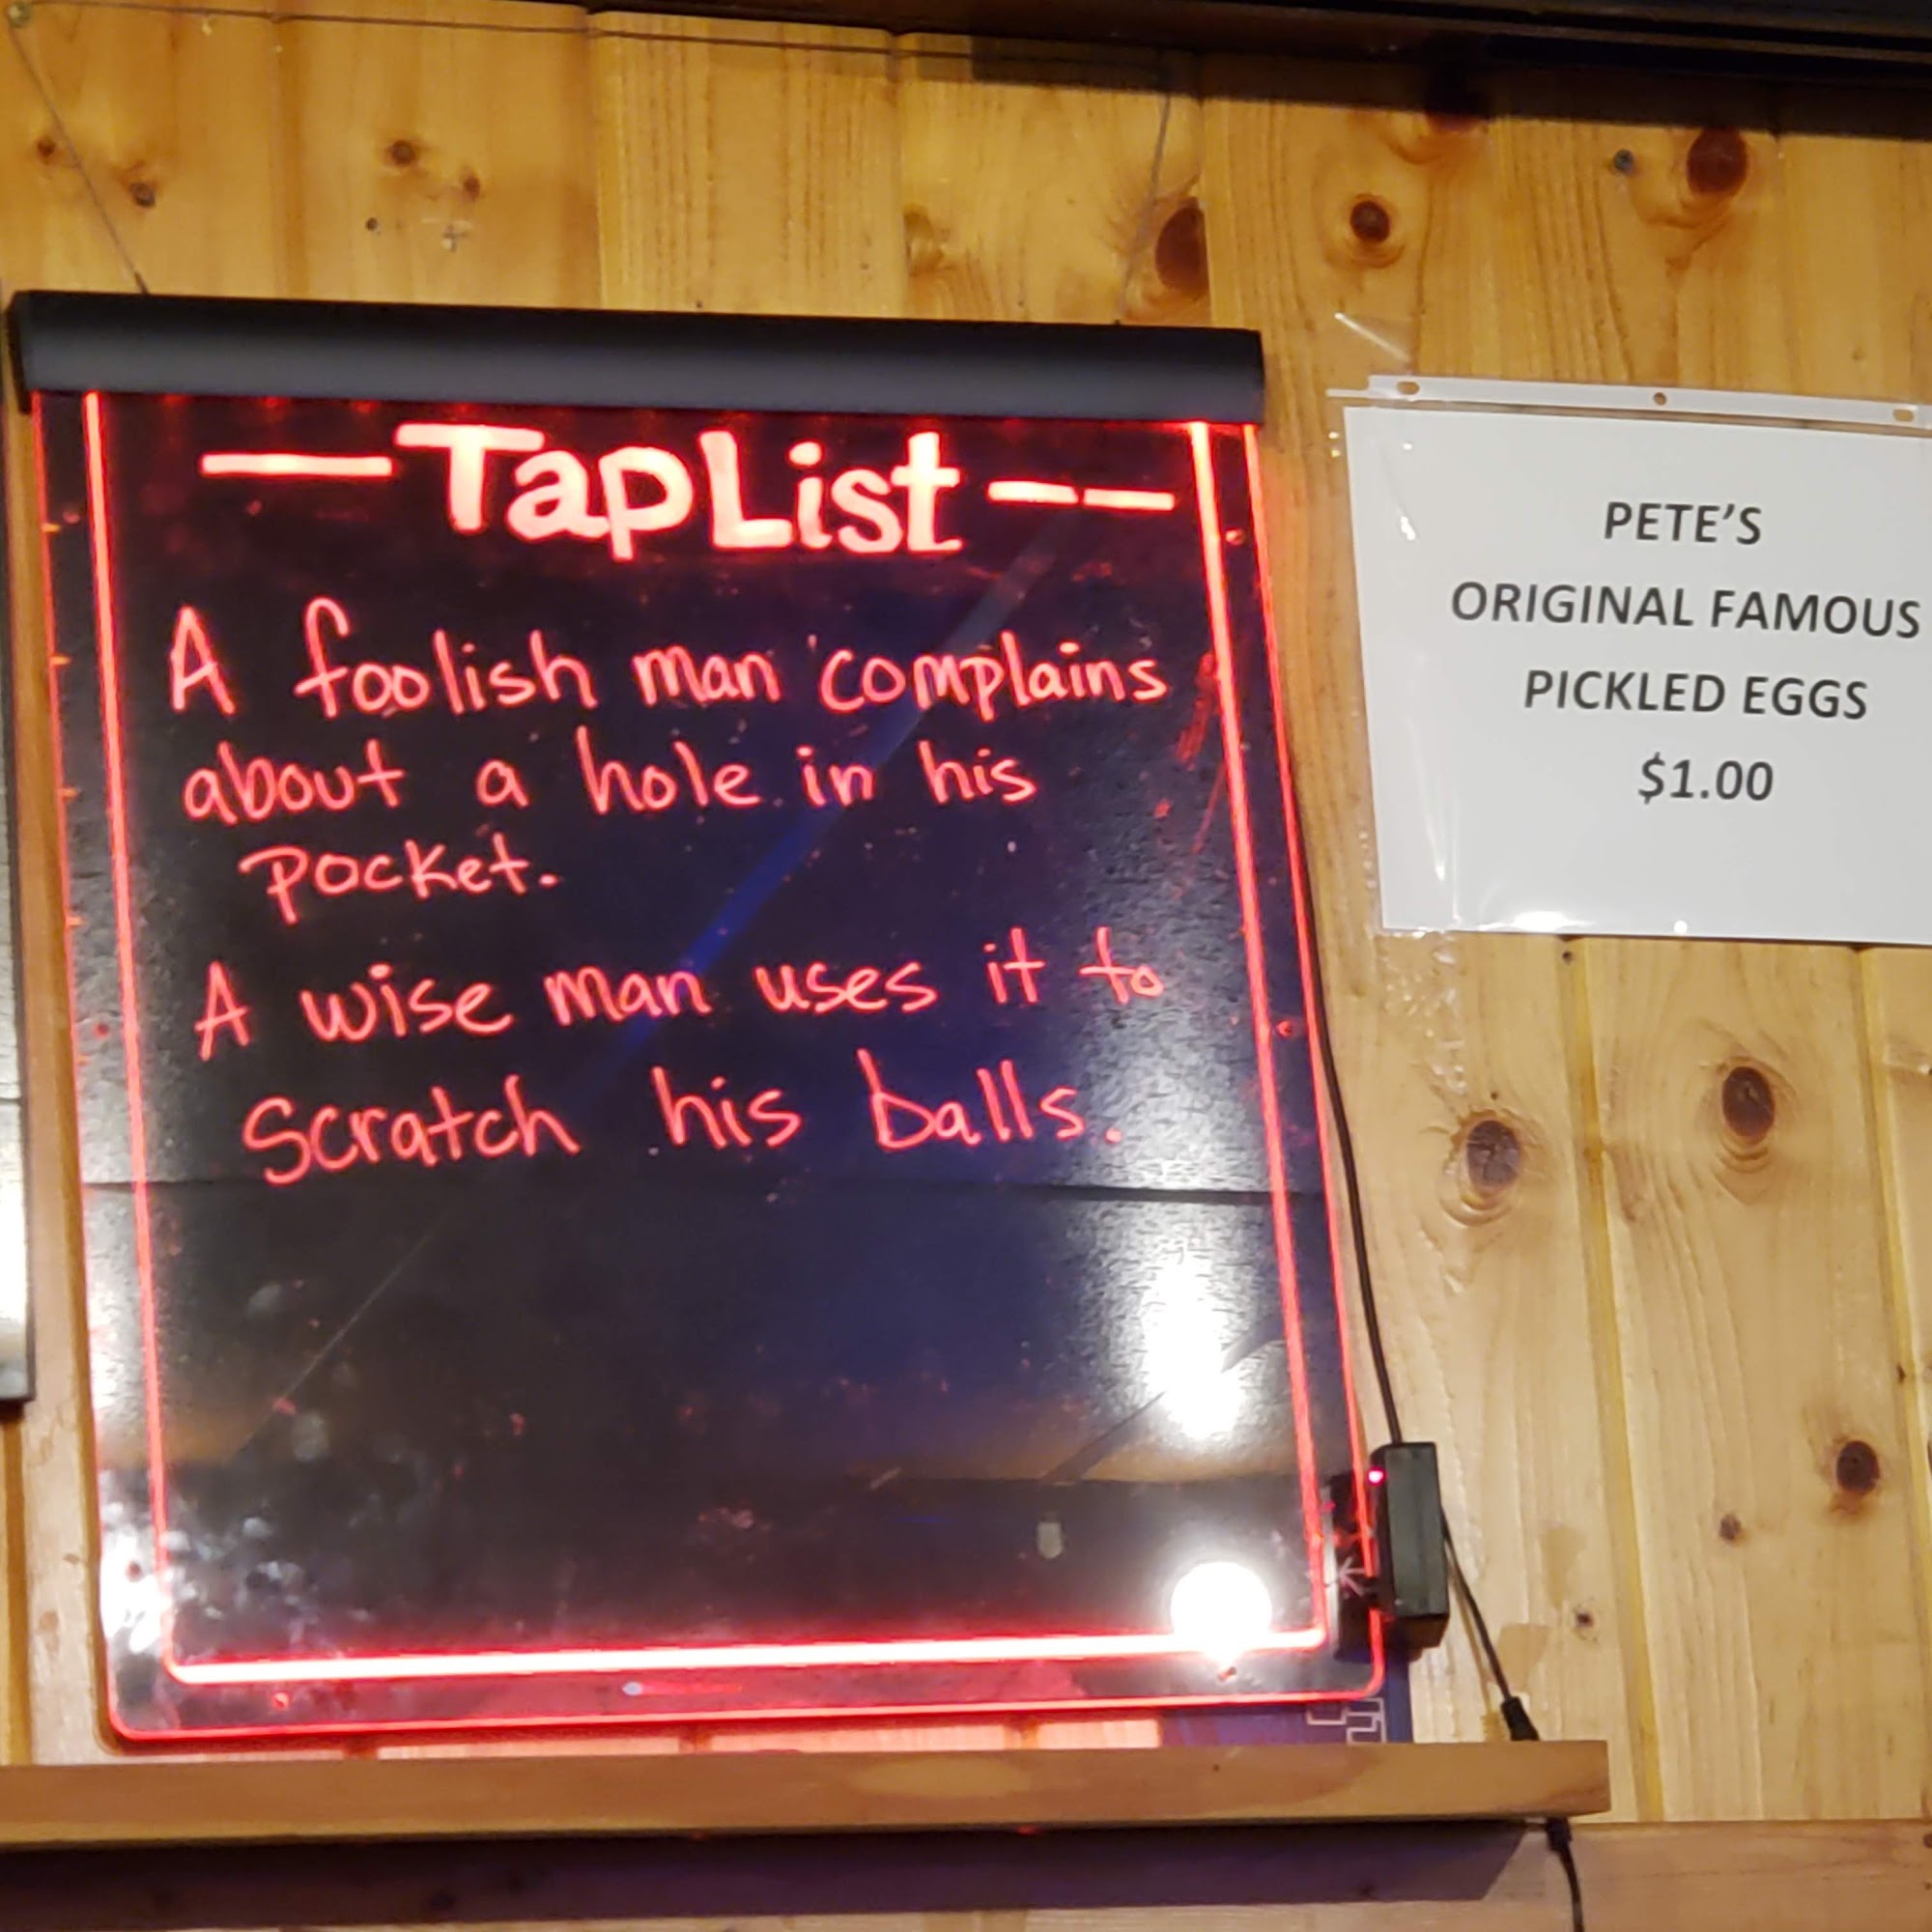 TapList
A foolish man complains
about a hole in his
pocket.
A wise man uses it to
scratch his balls.
PETE'S
ORIGINAL FAMOUS
PICKLED EGGS
$1.00